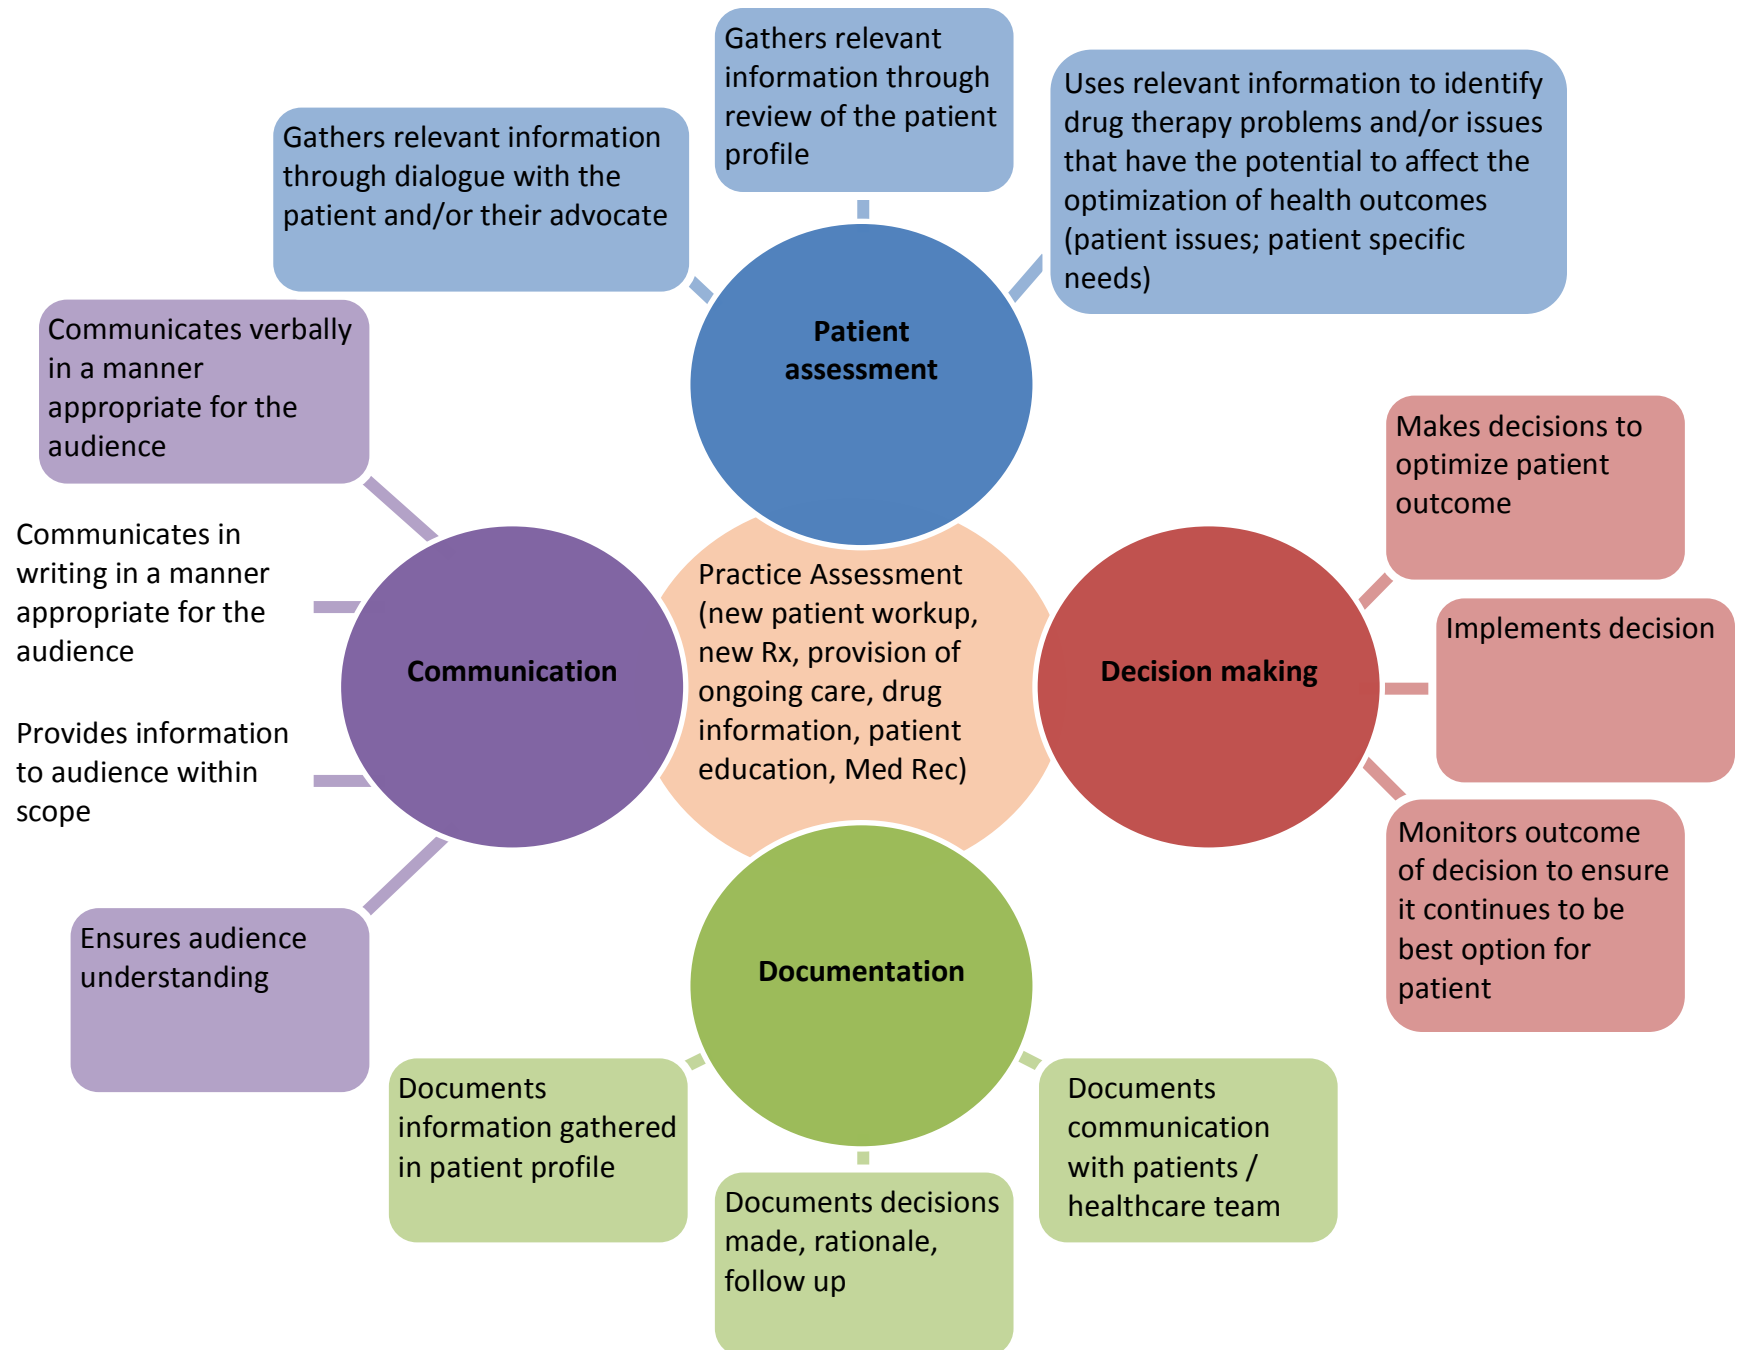 Gathers relevant
information through
review of the patient
profile
Uses relevant information to identify
drug therapy problems and/or issues
that have the potential to affect the
optimization of health outcomes
(patient issues; patient specific
needs)
Gathers relevant information
through dialogue with the
patient and/or their advocate
Patient
assessment
Communicates verbally
in a manner
appropriate for the
audience
Communicates in
writing in a manner
appropriate for the
audience
Provides information
to audience within
scope
Ensures audience
understanding
Communication
Practice Assessment
(new patient workup,
new Rx, provision of
ongoing care, drug
information, patient
education, Med Rec)
Decision making
Makes decisions to
optimize patient
outcome
Implements decision
Monitors outcome
of decision to ensure
it continues to be
best option for
patient
Documentation
Documents
information gathered
in patient profile
Documents decisions
made, rationale,
follow up
Documents
communication
with patients /
healthcare team